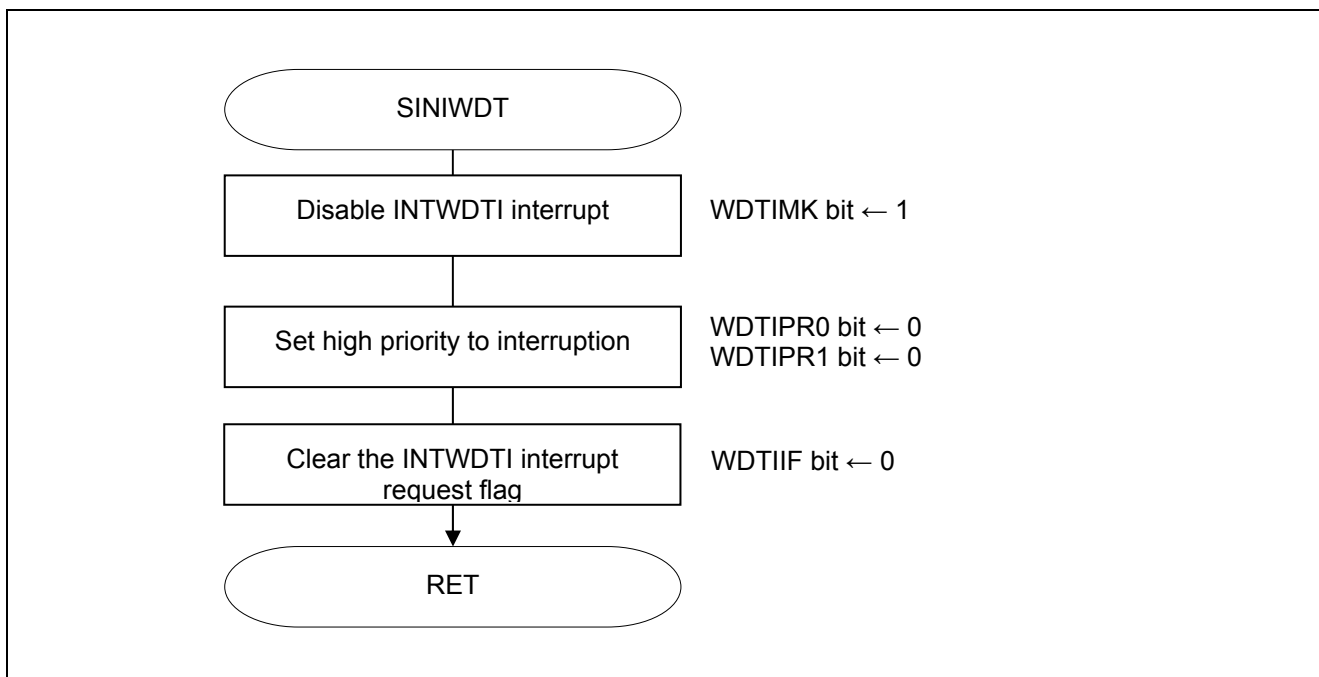 SINIWDT
Disable INTWDTI interrupt
WDTIMK bit ← 1
Set high priority to interruption
WDTIPR0 bit ← 0
WDTIPR1 bit ← 0
Clear the INTWDTI interrupt
request flag
WDTIIF bit ← 0
RET